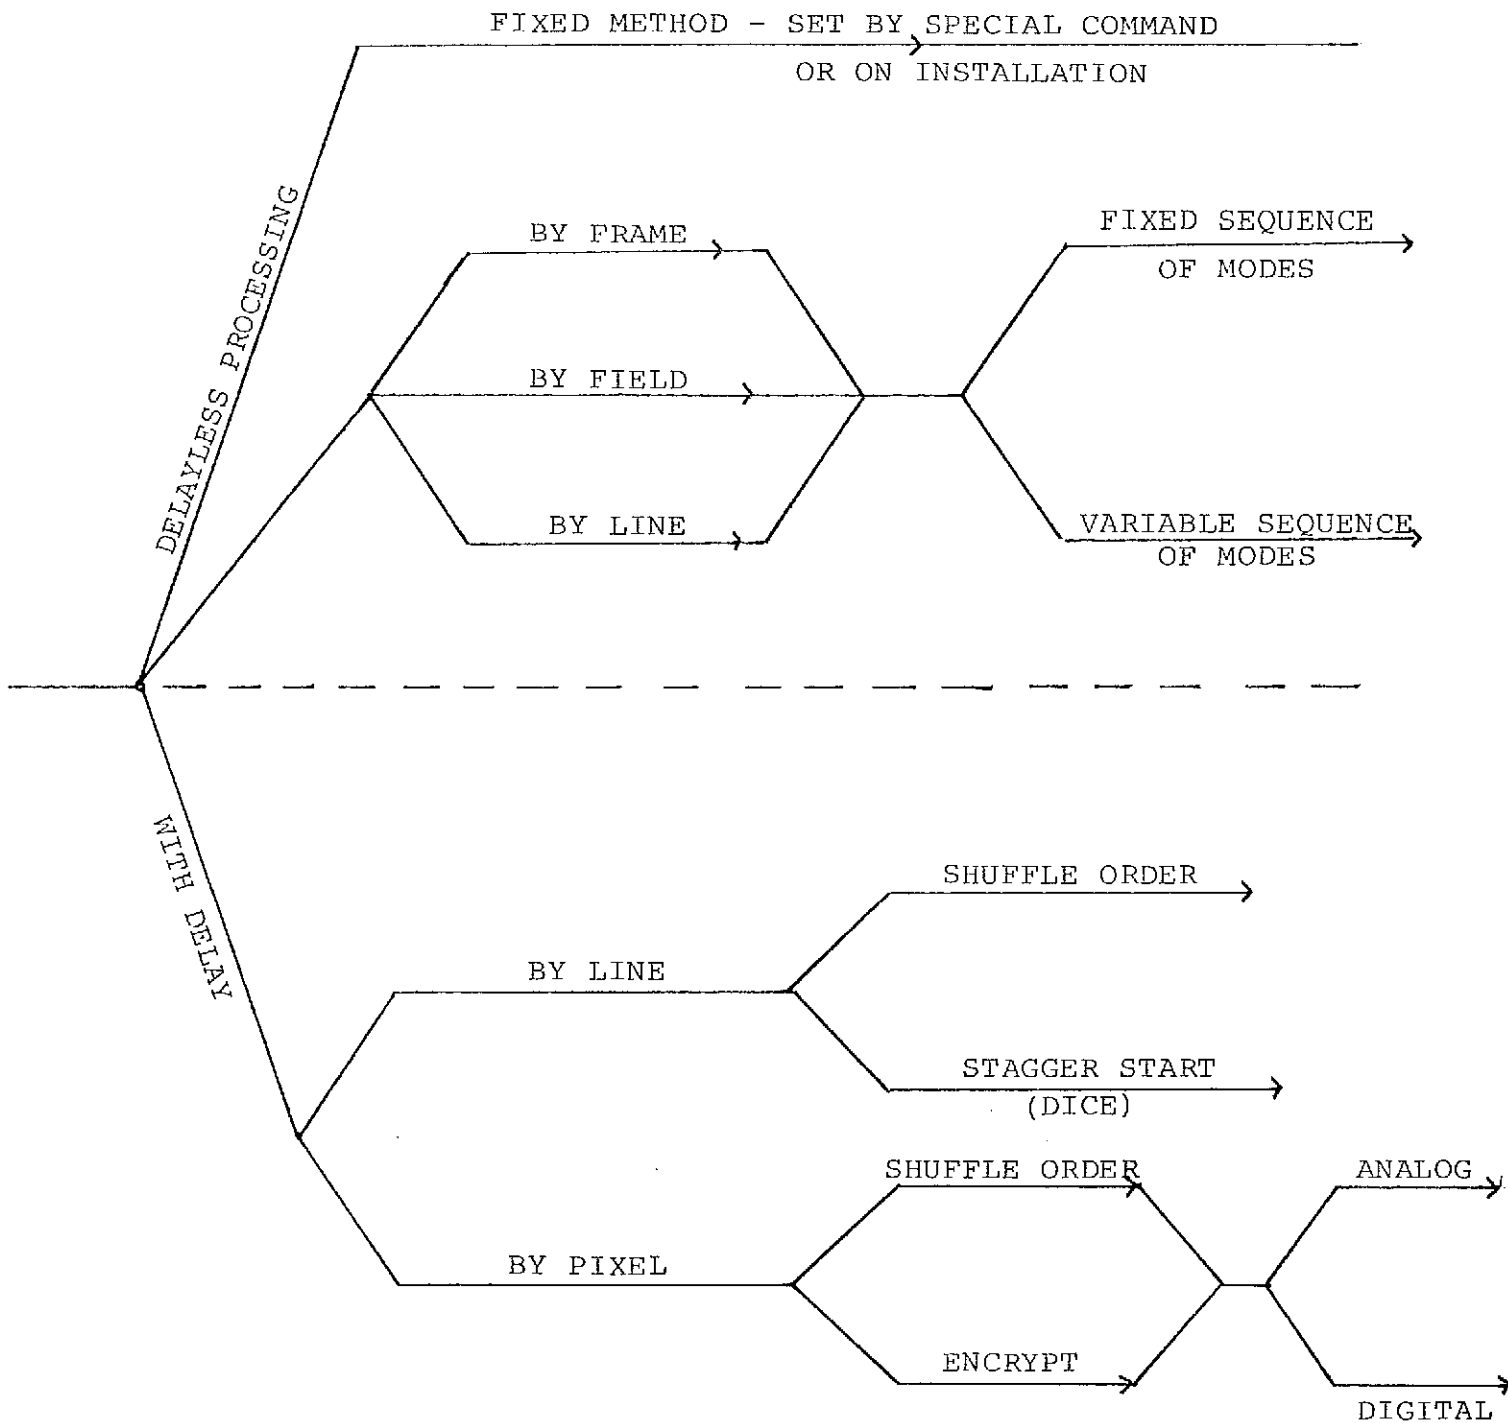 FIXED METHOD - SET BY SPECIAL COMMAND
OR ON INSTALLATION
DELAYLESS PROCESSING
BY FRAME
FIXED SEQUENCE
OF MODES
BY FIELD
BY LINE
VARIABLE SEQUENCE
OF MODES
WITH DELAY
SHUFFLE ORDER
BY LINE
STAGGER START
(DICE)
SHUFFLE ORDER
ANALOG
BY PIXEL
ENCRYPT
DIGITAL